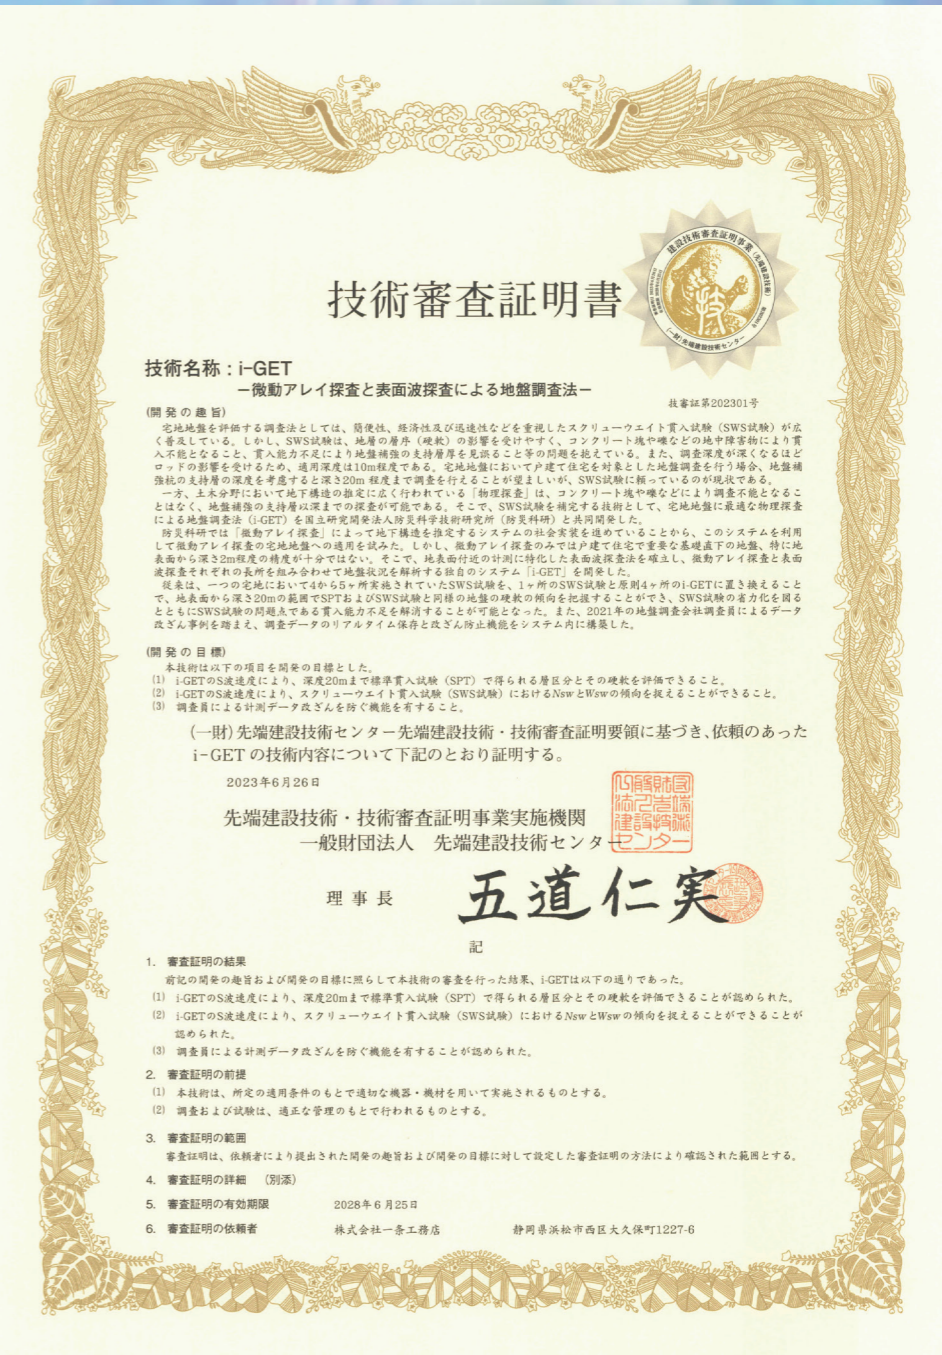 技術審査証明書
建設技術審査証明事業(先端建設技術)
技
(一財)先端建設技術センター
技術名称：i-GET
－微動アレイ探査と表面波探査による地盤調査法－
技審証第202301号
(開発の趣旨)
宅地地盤を評価する調査法としては、簡便性、経済性及び迅速性などを重視したスクリューウエイト貫入試験（SWS試験）が広
く普及している。しかし、SWS試験は、地層の層序（硬軟）の影響を受けやすく、コンクリート塊や礫などの地中障害物により貫
入不能となること、貫入能力不足により地盤補強の支持層厚を見誤ること等の問題を抱えている。また、調査深度が深くなるほど
ロッドの影響を受けるため、適用深度は10m程度である。宅地地盤において戸建て住宅を対象とした地盤調査を行う場合、地盤補
強杭の支持層の深度を考慮すると深さ20m 程度まで調査を行えることが望ましいが、SWS試験に頼っているのが現状である。
一方、土木分野において地下構造の推定に広く行われている「物理探査」は、コンクリート塊や礫などにより調査不能となるこ
とはなく、地盤補強の支持層以深までの探査が可能である。そこで、SWS試験を補完する技術として、宅地地盤に最適な物理探査
による地盤調査法（i-GET）を国立研究開発法人防災科学技術研究所（防災科研）と共同開発した。
防災科研では「微動アレイ探査」によって地下構造を推定するシステムの社会実装を進めていることから、このシステムを利用
して微動アレイ探査の宅地地盤への適用を試みた。しかし、微動アレイ探査のみでは戸建て住宅で重要な基礎直下の地盤、特に地
表面から深さ2m程度の精度が十分ではない。そこで、地表面付近の計測に特化した表面波探査法を確立し、微動アレイ探査と表面
波探査それぞれの長所を組み合わせて地盤状況を解析する独自のシステム「i-GET」を開発した。
従来は、一つの宅地において4から5ヶ所実施されていたSWS試験を、1ヶ所のSWS試験と原則4ヶ所のi-GETに置き換えること
で、地表面から深さ20mの範囲でSPTおよびSWS試験と同様の地盤の硬軟の傾向を把握することができ、SWS試験の省力化を図る
とともにSWS試験の問題点である貫入能力不足を解消することが可能となった。また、2021年の地盤調査会社調査員によるデータ
改ざん事例を踏まえ、調査データのリアルタイム保存と改ざん防止機能をシステム内に構築した。
(開発の目標)
本技術は以下の項目を開発の目標とした。
(1) i-GETのS波速度により、深度20mまで標準貫入試験（SPT）で得られる層区分とその硬軟を評価できること。
(2) i-GETのS波速度により、スクリューウエイト貫入試験（SWS試験）におけるNswとWswの傾向を捉えることができること。
(3) 調査員による計測データ改ざんを防ぐ機能を有すること。
(一財)先端建設技術センター先端建設技術・技術審査証明要領に基づき、依頼のあった
i-GET の技術内容について下記のとおり証明する。
2023年6月26日
先端建設技術・技術審査証明事業実施機関
一般財団法人　先端建設技術センター
理 事 長　五道仁実
記
1. 審査証明の結果
前記の開発の趣旨および開発の目標に照らして本技術の審査を行った結果、i-GETは以下の通りであった。
(1) i-GETのS波速度により、深度20mまで標準貫入試験（SPT）で得られる層区分とその硬軟を評価できることが認められた。
(2) i-GETのS波速度により、スクリューウエイト貫入試験（SWS試験）におけるNswとWswの傾向を捉えることができることが
認められた。
(3) 調査員による計測データ改ざんを防ぐ機能を有することが認められた。
2. 審査証明の前提
(1) 本技術は、所定の適用条件のもとで適切な機器・機材を用いて実施されるものとする。
(2) 調査および試験は、適正な管理のもとで行われるものとする。
3. 審査証明の範囲
審査証明は、依頼者により提出された開発の趣旨および開発の目標に対して設定した審査証明の方法により確認された範囲とする。
4. 審査証明の詳細　（別添）
5. 審査証明の有効期限　2028年6月25日
6. 審査証明の依頼者　株式会社一条工務店　静岡県浜松市西区大久保町1227-6